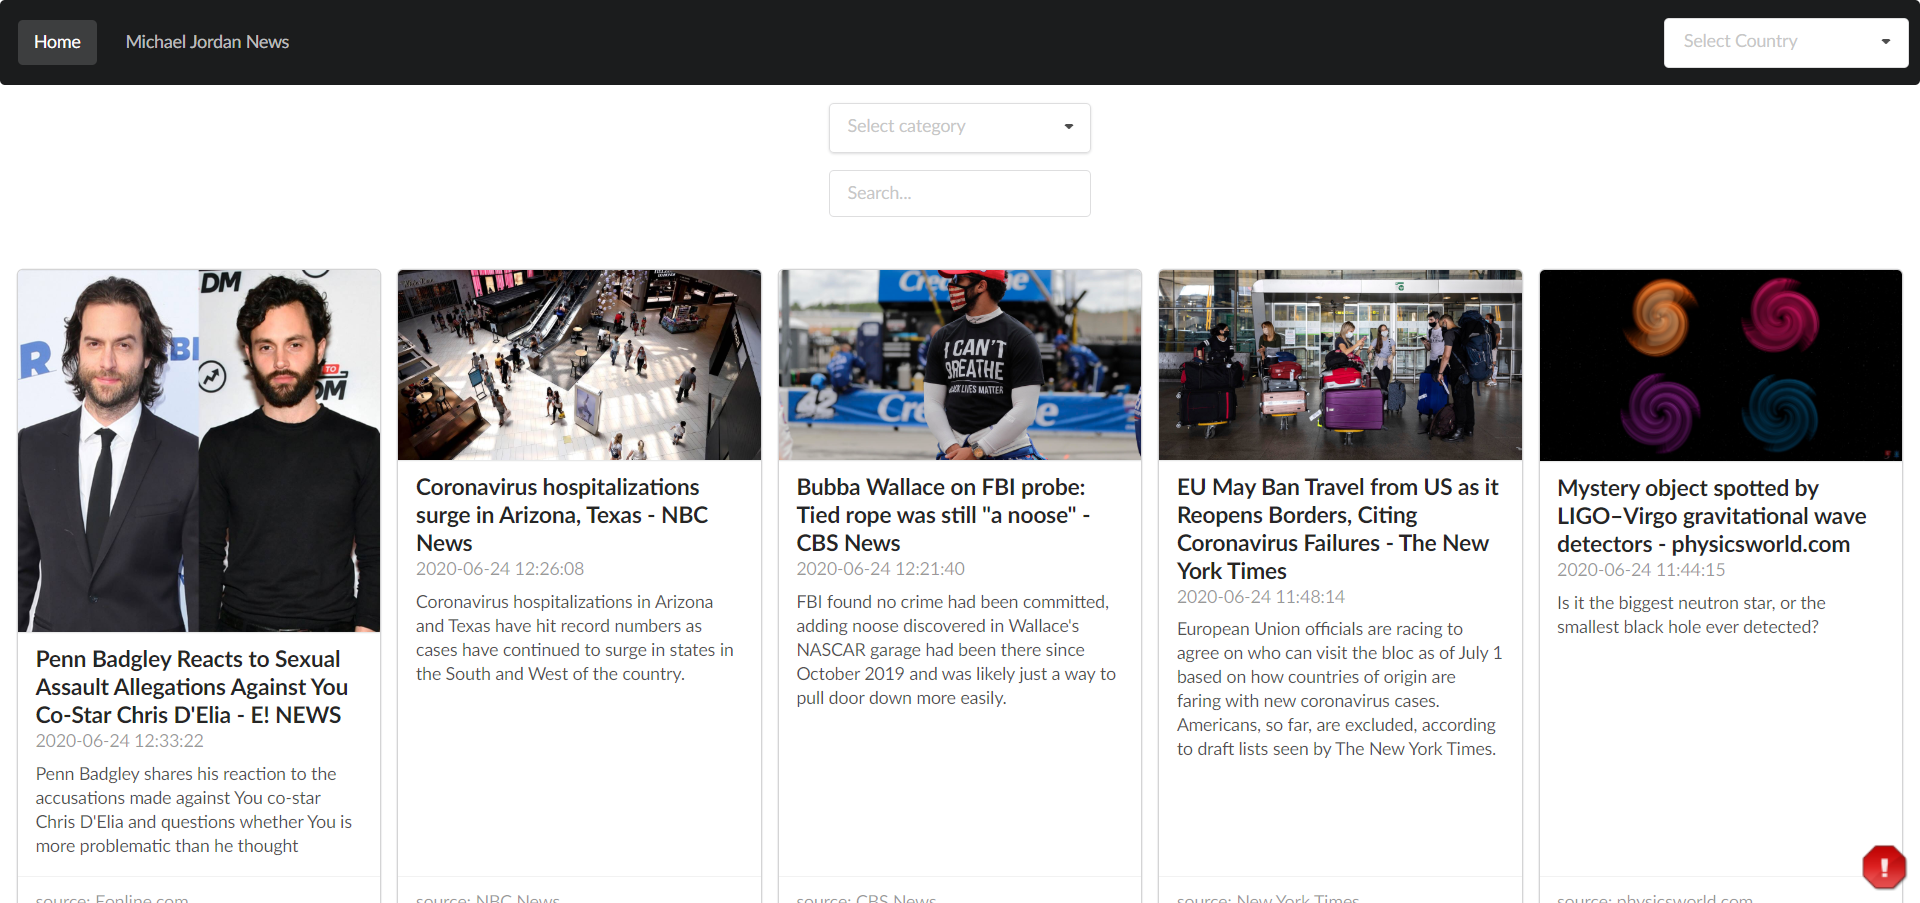 Home
Michael Jordan News
Select Country
Select category
Search...
DM
R
BI
TO
DM
Penn Badgley Reacts to Sexual
Assault Allegations Against You
Co-Star Chris D'Elia - E! NEWS
2020-06-24 12:33:22
Penn Badgley shares his reaction to the
accusations made against You co-star
Chris D'Elia and questions whether You is
more problematic than he thought
source: Eonline.com
Coronavirus hospitalizations
surge in Arizona, Texas - NBC
News
2020-06-24 12:26:08
Coronavirus hospitalizations in Arizona
and Texas have hit record numbers as
cases have continued to surge in states in
the South and West of the country.
source: NBC News
I CAN'T
BREATHE
BLACK LIVES MATTER
42
Cre
Bubba Wallace on FBI probe:
Tied rope was still "a noose" -
CBS News
2020-06-24 12:21:40
FBI found no crime had been committed,
adding noose discovered in Wallace's
NASCAR garage had been there since
October 2019 and was likely just a way to
pull door down more easily.
source: CBS News
EU May Ban Travel from US as it
Reopens Borders, Citing
Coronavirus Failures - The New
York Times
2020-06-24 11:48:14
European Union officials are racing to
agree on who can visit the bloc as of July 1
based on how countries of origin are
faring with new coronavirus cases.
Americans, so far, are excluded, according
to draft lists seen by The New York Times.
source: New York Times
Mystery object spotted by
LIGO–Virgo gravitational wave
detectors - physicsworld.com
2020-06-24 11:44:15
Is it the biggest neutron star, or the
smallest black hole ever detected?
source: physicsworld.com